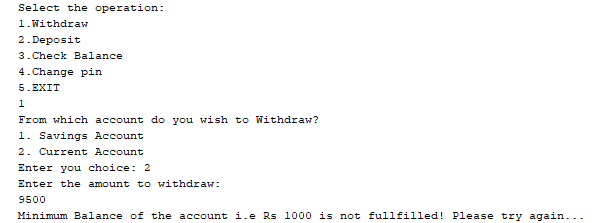 Select the operation:
1.Withdraw
2.Deposit
3.Check Balance
4.Change pin
5.EXIT
1
From which account do you wish to Withdraw?
1. Savings Account
2. Current Account
Enter you choice: 2
Enter the amount to withdraw:
9500
Minimum Balance of the account i.e Rs 1000 is not fullfilled! Please try again...